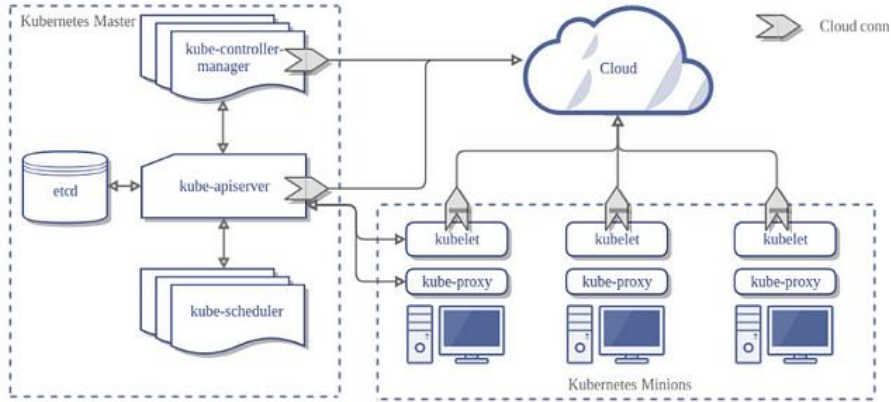 Kubernetes Master
kube-controller-
manager
Cloud
Cloud conn
etcd
kube-apiserver
kubelet
kubelet
kubelet
kube-proxy
kube-proxy
kube-proxy
kube-scheduler
Kubernetes Minions